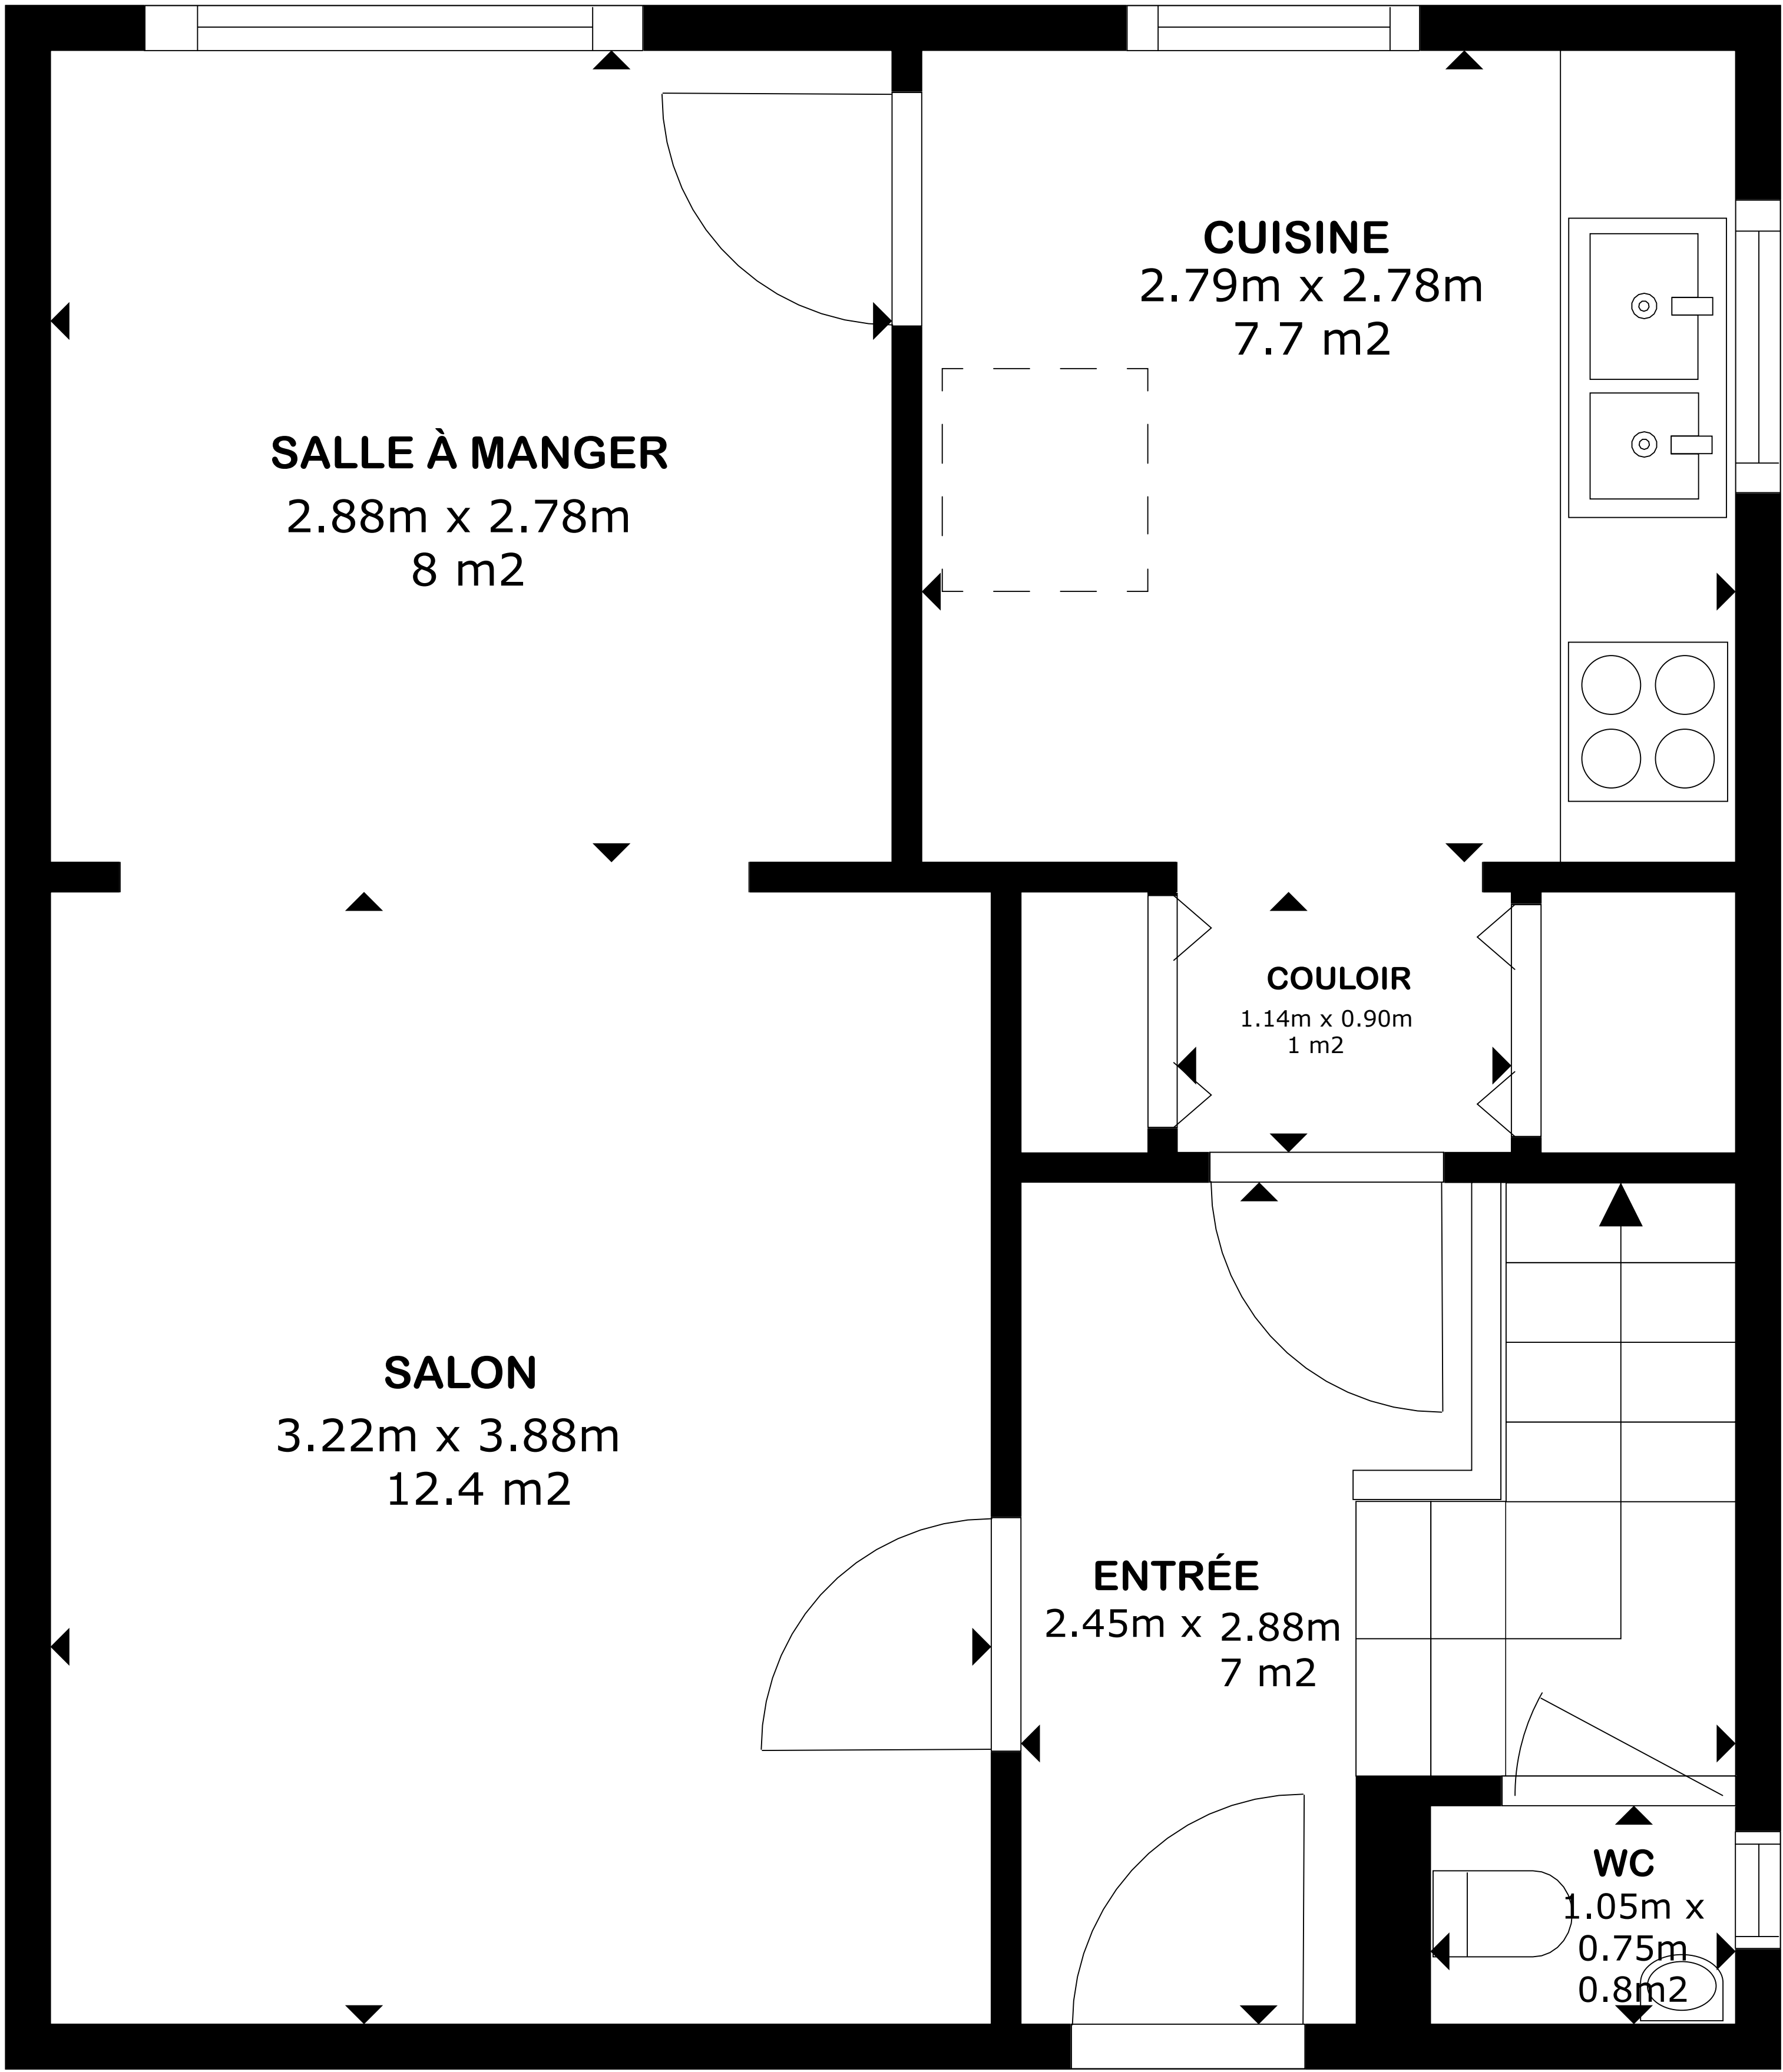 CUISINE
2.79m x 2.78m
7.7 m2
SALLE À MANGER
2.88m x 2.78m
8 m2
COULOIR
1.14m x 0.90m
1 m2
SALON
3.22m x 3.88m
12.4 m2
ENTRÉE
2.45m x 2.88m
7 m2
WC
1.05m x
0.75m
0.8m2